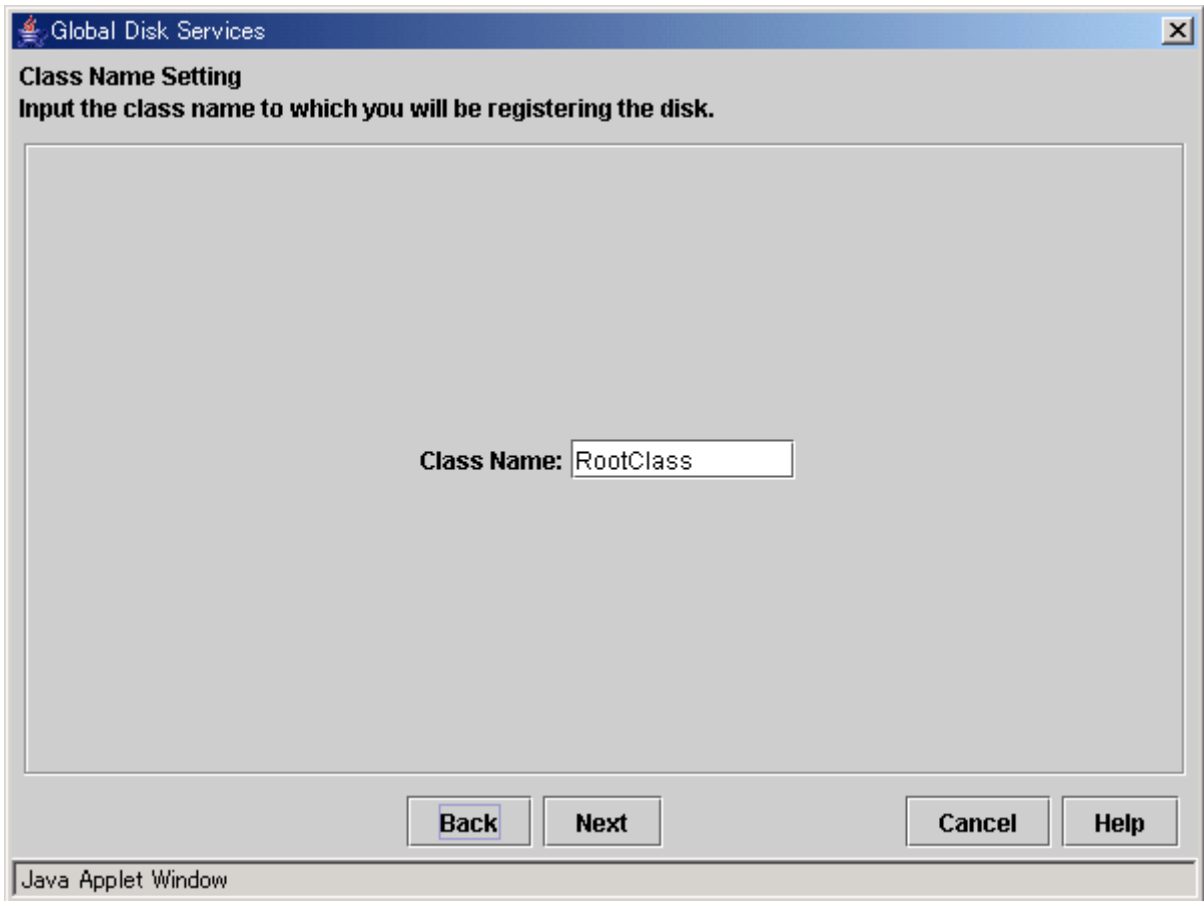 Global Disk Services
Class Name Setting
Input the class name to which you will be registering the disk.
Class Name: RootClass
Back Next Cancel Help
Java Applet Window